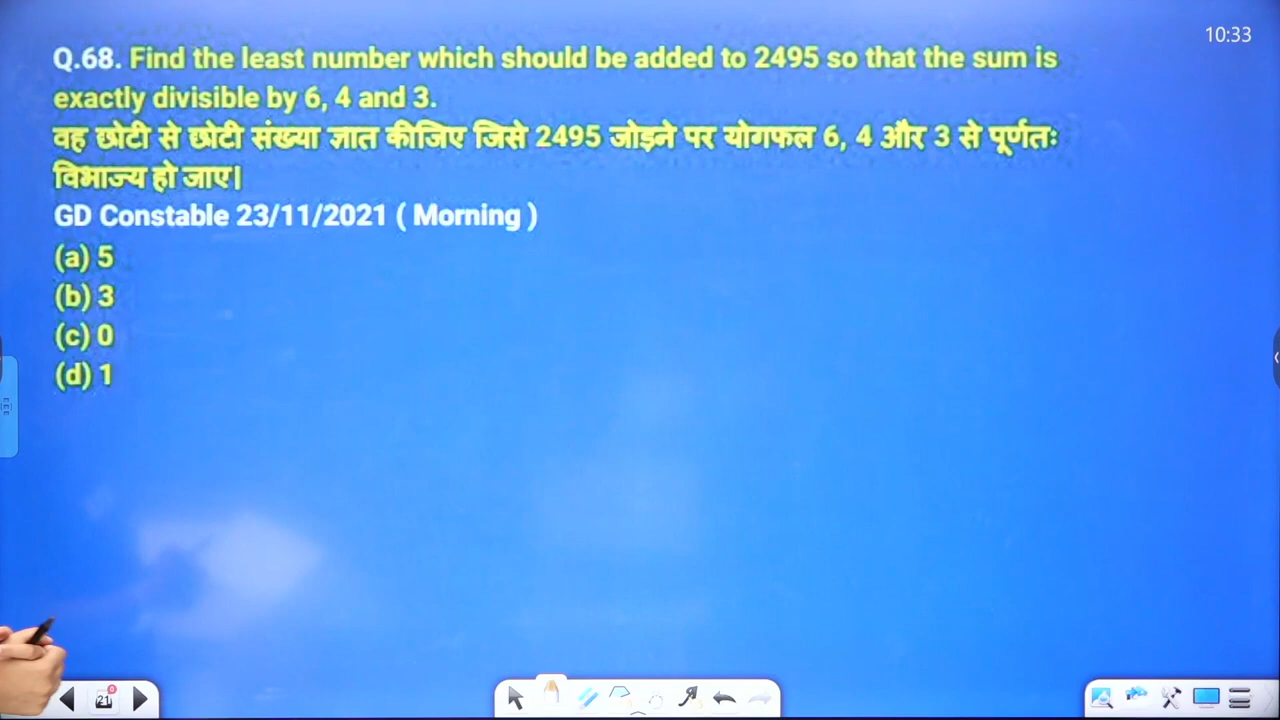 10:33
Q.68. Find the least number which should be added to 2495 so that the sum is
exactly divisible by 6, 4 and 3.
वह छोटी से छोटी संख्या ज्ञात कीजिए जिसे 2495 जोड़ने पर योगफल 6, 4 और 3 से पूर्णतः
विभाज्य हो जाए।
GD Constable 23/11/2021 ( Morning )
(a) 5
(b) 3
(c) 0
(d) 1
21